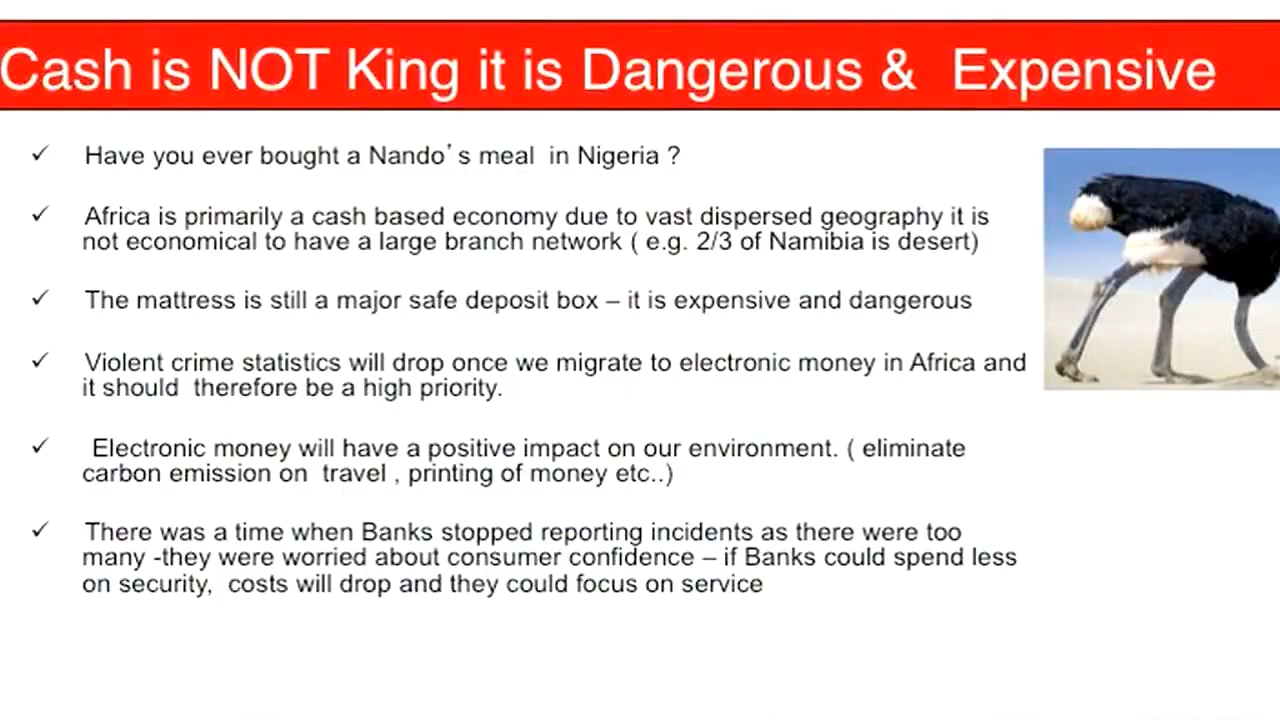 Cash is NOT King it is Dangerous &  Expensive
✓ Have you ever bought a Nando’s meal  in Nigeria ?
✓ Africa is primarily a cash based economy due to vast dispersed geography it is
not economical to have a large branch network ( e.g. 2/3 of Namibia is desert)
✓ The mattress is still a major safe deposit box – it is expensive and dangerous
✓ Violent crime statistics will drop once we migrate to electronic money in Africa and
it should  therefore be a high priority.
✓ Electronic money will have a positive impact on our environment. ( eliminate
carbon emission on  travel , printing of money etc..)
✓ There was a time when Banks stopped reporting incidents as there were too
many -they were worried about consumer confidence – if Banks could spend less
on security,  costs will drop and they could focus on service